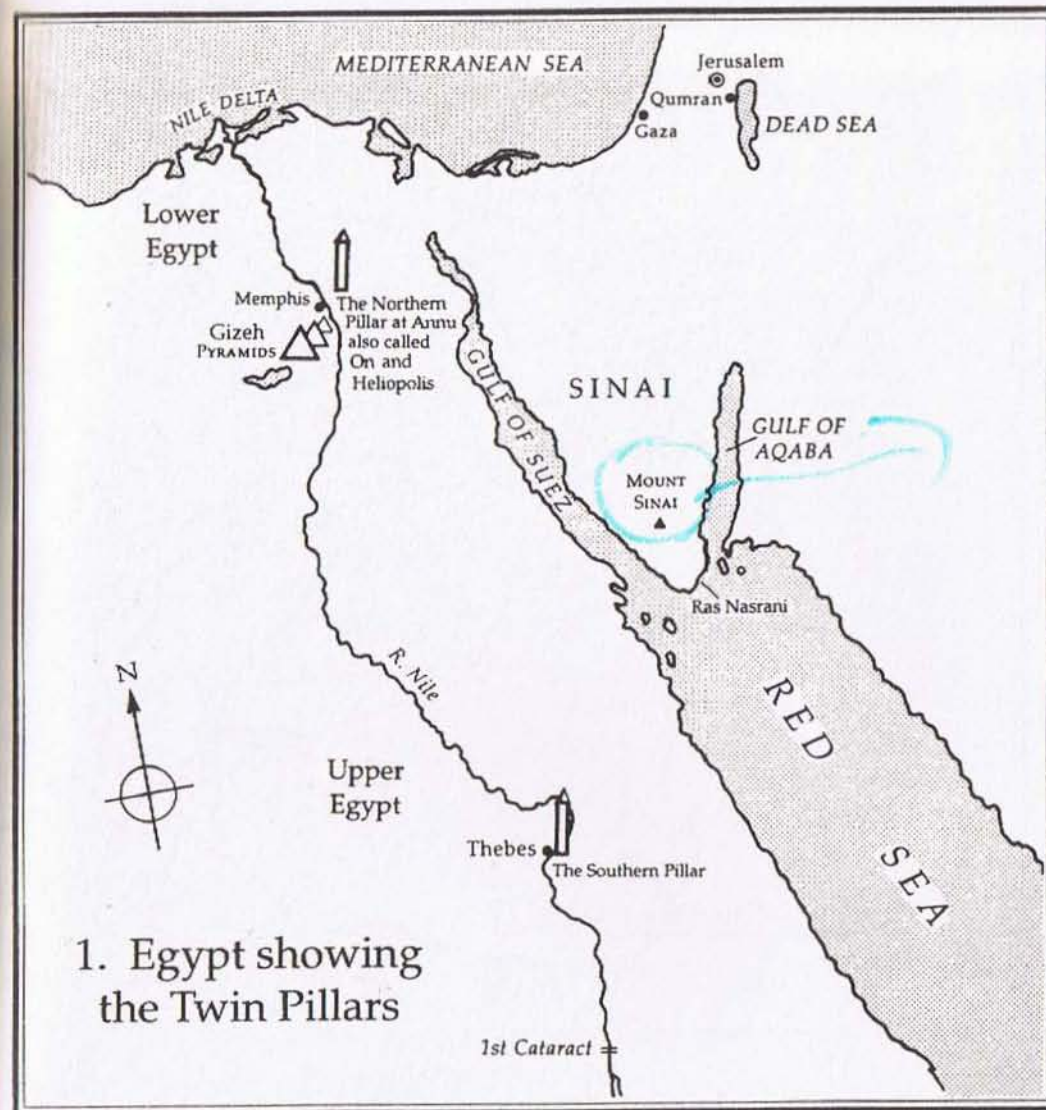 MEDITERRANEAN SEA
NILE DELTA
Jerusalem
Qumran
Gaza
DEAD SEA
Lower
Egypt
Memphis
Gizeh
PYRAMIDS
The Northern
Pillar at Annu
also called
On and
Heliopolis
GULF OF SUEZ
SINAI
GULF OF
AQABA
MOUNT
SINAI
Ras Nasrani
RED
SEA
R. Nile
N
Upper
Egypt
Thebes
The Southern Pillar
1. Egypt showing
the Twin Pillars
1st Cataract